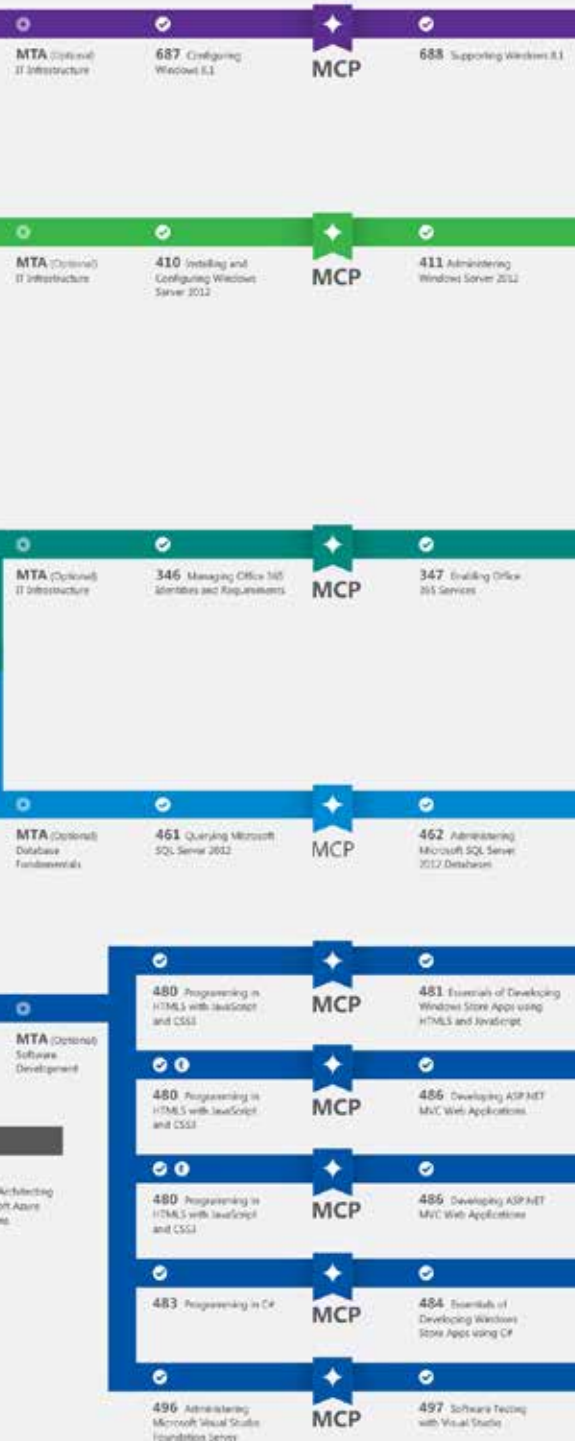 MTA (Optional)
IT Infrastructure
687 Configuring
Windows 8.1
MCP
688 Supporting Windows 8.1
MTA (Optional)
IT Infrastructure
410 Installing and
Configuring Windows
Server 2012
MCP
411 Administering
Windows Server 2012
MTA (Optional)
IT Infrastructure
346 Managing Office 365
Identities and Requirements
MCP
347 Enabling Office
365 Services
MTA (Optional)
Database
Fundamentals
461 Querying Microsoft
SQL Server 2012
MCP
462 Administering
Microsoft SQL Server
2012 Databases
MTA (Optional)
Software
Development
Architecting
oft Azure
480 Programming in
HTML5 with JavaScript
and CSS3
MCP
481 Essentials of Developing
Windows Store Apps using
HTML5 and JavaScript
480 Programming in
HTML5 with JavaScript
and CSS3
MCP
486 Developing ASP.NET
MVC Web Applications
480 Programming in
HTML5 with JavaScript
and CSS3
MCP
486 Developing ASP.NET
MVC Web Applications
483 Programming in C#
MCP
484 Essentials of
Developing Windows
Store Apps using C#
496 Administering
Microsoft Visual Studio
Foundation Server
MCP
497 Software Testing
with Visual Studio